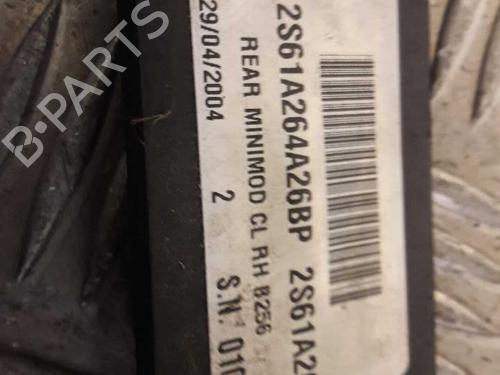 2S61A264A26BP 2S61A2
REAR MINIMOD CL RH B256
29/04/2004 2 S.N. 010
B-PARTS